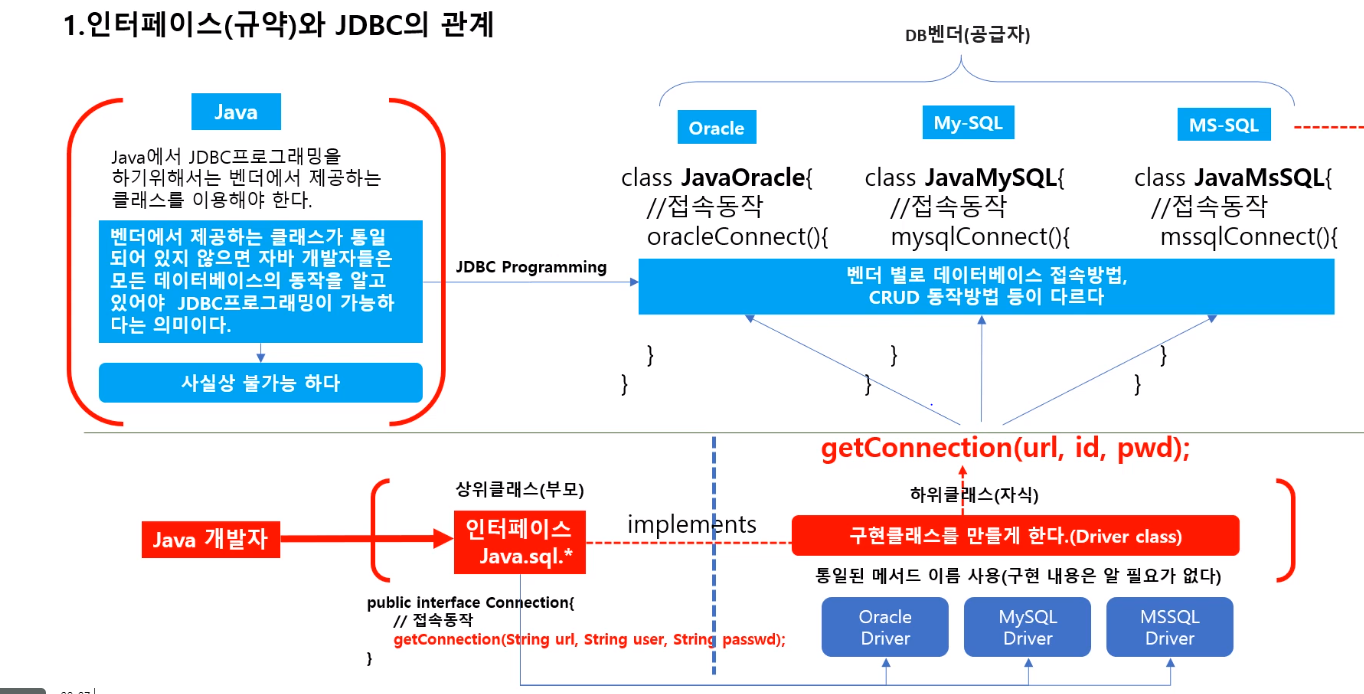 1.인터페이스(규약)와 JDBC의 관계
DB벤더(공급자)
Java
Oracle
My-SQL
MS-SQL
Java에서 JDBC프로그래밍을
하기위해서는 벤더에서 제공하는
클래스를 이용해야 한다.
벤더에서 제공하는 클래스가 통일
되어 있지 않으면 자바 개발자들은
모든 데이터베이스의 동작을 알고
있어야 JDBC프로그래밍이 가능하
다는 의미이다.
사실상 불가능 하다
JDBC Programming
class JavaOracle{
//접속동작
oracleConnect(){
}
}
class JavaMySQL{
//접속동작
mysqlConnect(){
}
}
class JavaMsSQL{
//접속동작
mssqlConnect(){
}
}
벤더 별로 데이터베이스 접속방법,
CRUD 동작방법 등이 다르다
getConnection(url, id, pwd);
Java 개발자
상위클래스(부모)
인터페이스
Java.sql.*
implements
하위클래스(자식)
구현클래스를 만들게 한다.(Driver class)
통일된 메서드 이름 사용(구현 내용은 알 필요가 없다)
public interface Connection{
// 접속동작
getConnection(String url, String user, String passwd);
}
Oracle
Driver
MySQL
Driver
MSSQL
Driver